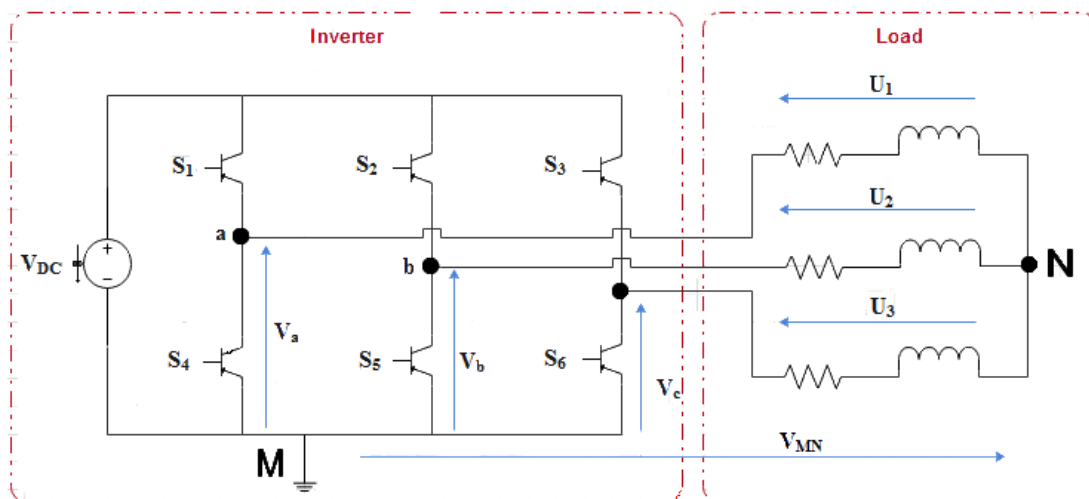 Inverter
Load
U1
S1
S2
S3
U2
a
+
VDC
b
N
−
U3
Va
S4
S5
Vb
S6
Vc
M
VMN